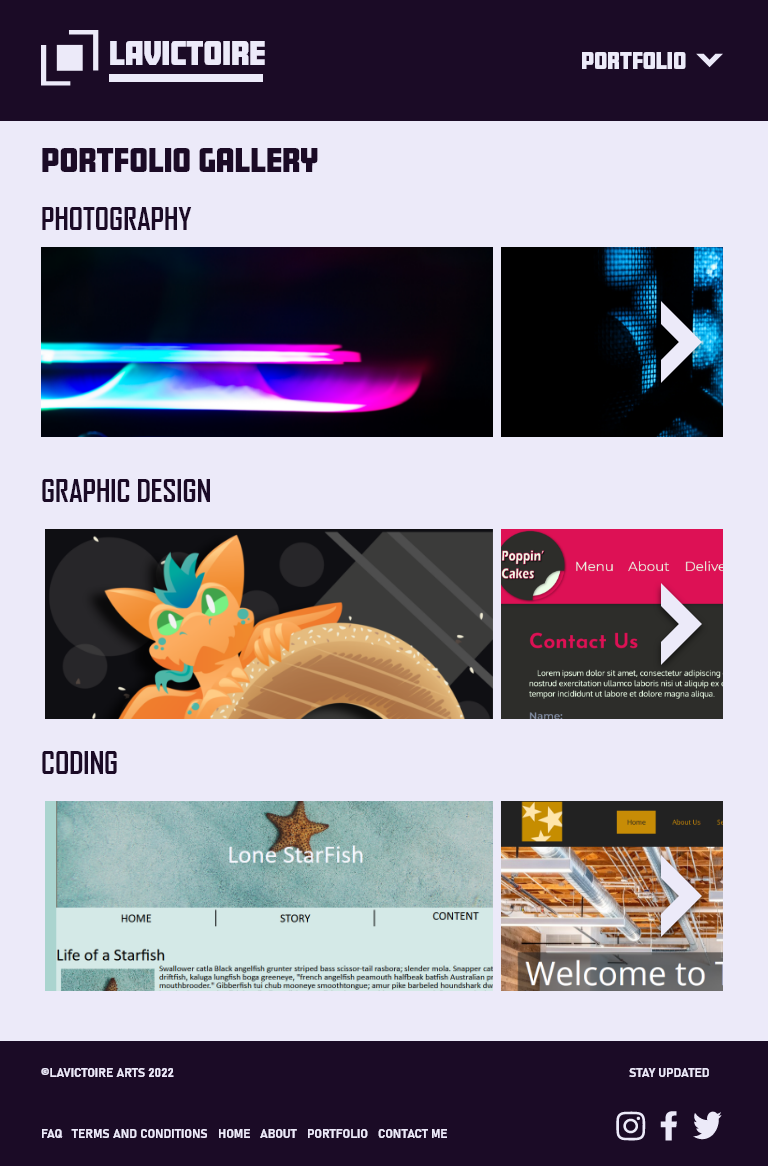 LAVICTOIRE
PORTFOLIO
PORTFOLIO GALLERY
PHOTOGRAPHY
GRAPHIC DESIGN
Poppin'
Cakes
Menu About Delive
Contact Us
Lorem ipsum dolor sit amet, consectetur adipiscing
nostrud exercitation ullamco laboris nisi ut aliquip ex
tempor incididunt ut labore et dolore magna aliqua.
Name:
CODING
Lone StarFish
HOME | STORY | CONTENT
Life of a Starfish
Swallower catla Black angelfish grunter striped bass scissor-tail rasbora; slender mola. Snapper cat
driftfish, kaluga lungfish boga greeneye, "french angelfish peamouth halfbeak batfish Australian pr
mouthbrooder." Gibberfish tui chub mooneye smoothtongue; amur pike barbeled houndshark dw
Home About Us Se
Welcome to T
©LAVICTOIRE ARTS 2022
STAY UPDATED
FAQ TERMS AND CONDITIONS HOME ABOUT PORTFOLIO CONTACT ME